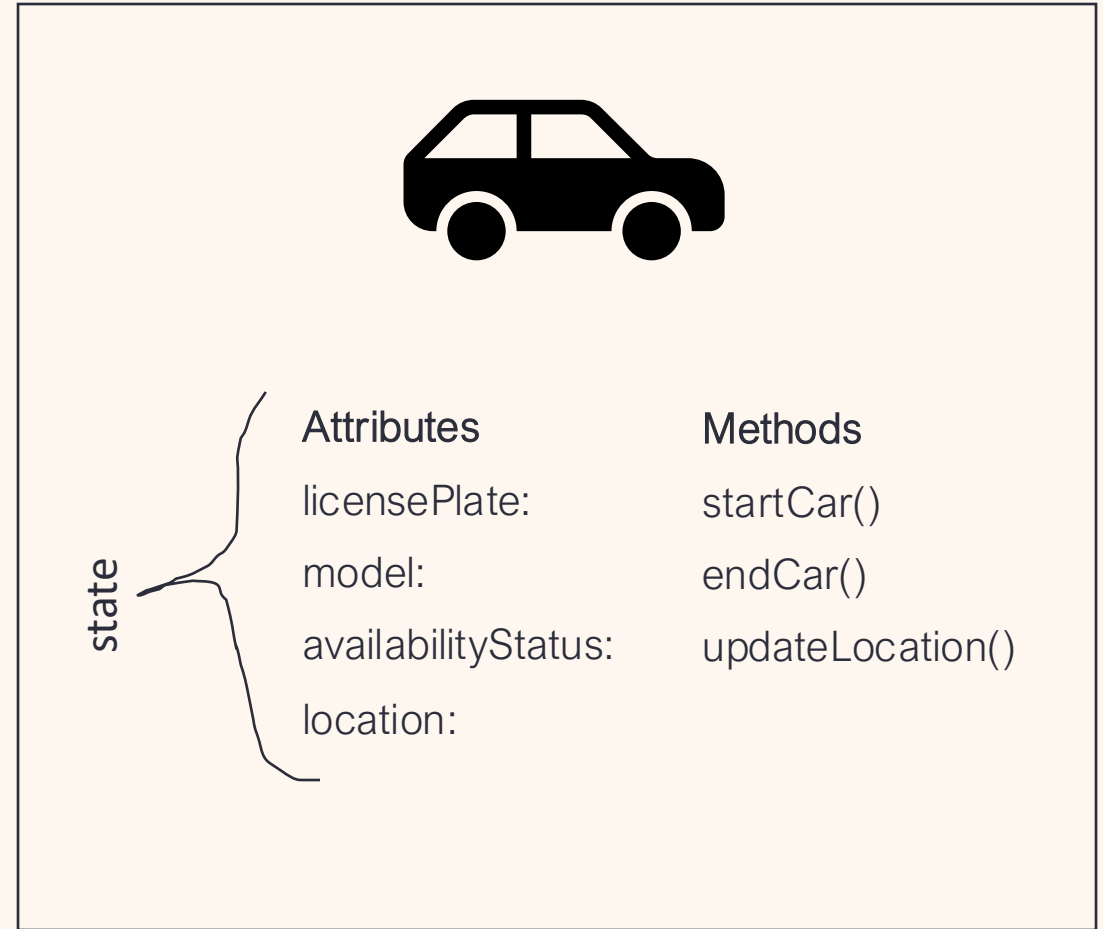 state
Attributes
licensePlate:
model:
availabilityStatus:
location:
Methods
startCar()
endCar()
updateLocation()